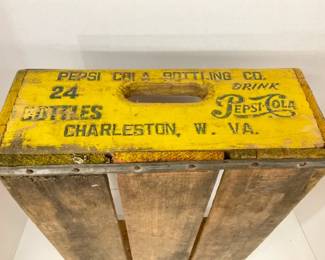 PEPSI COLA BOTTLING CO.
24
BOTTLES
DRINK
PEPSI-COLA
CHARLESTON, W. VA.